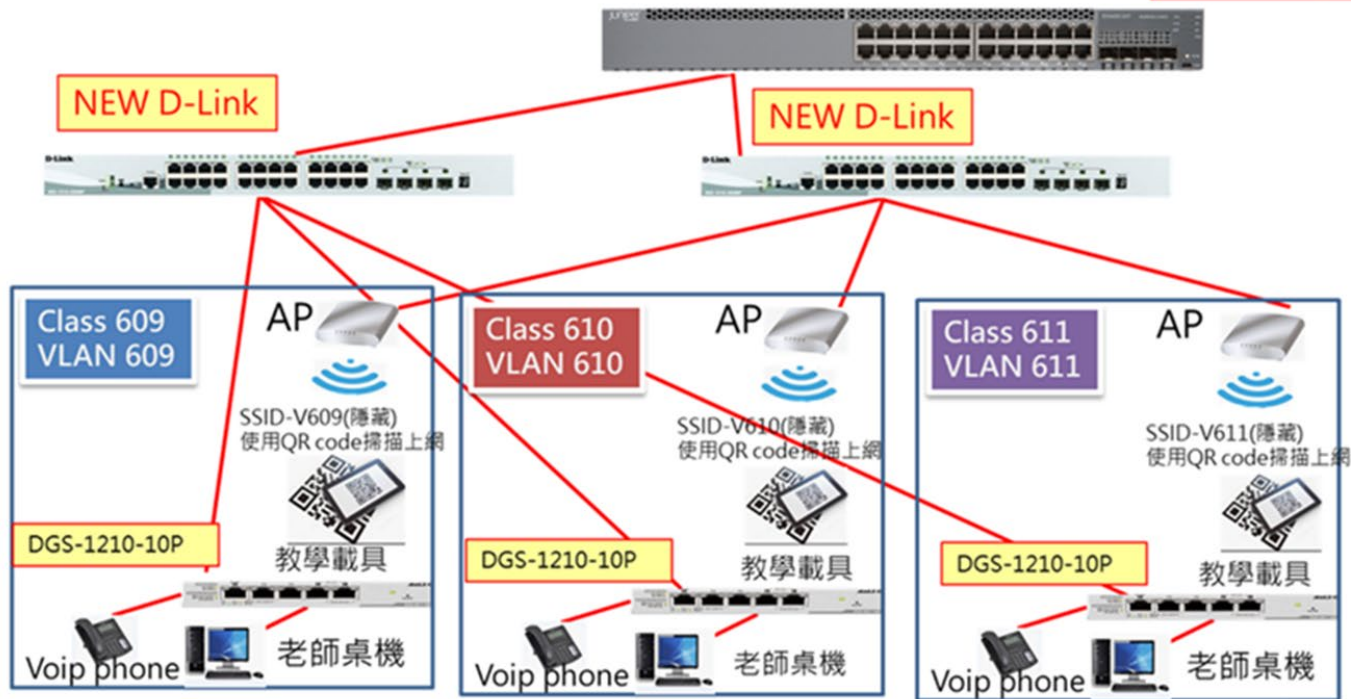 Juniper
NEW D-Link
NEW D-Link
D-Link
D-Link
Class 609
VLAN 609
AP
SSID-V609(隱藏)
使用QR code掃描上網
教學載具
DGS-1210-10P
Voip phone
老師桌機
Class 610
VLAN 610
AP
SSID-V610(隱藏)
使用QR code掃描上網
教學載具
DGS-1210-10P
Voip phone
老師桌機
Class 611
VLAN 611
AP
SSID-V611(隱藏)
使用QR code掃描上網
教學載具
DGS-1210-10P
Voip phone
老師桌機